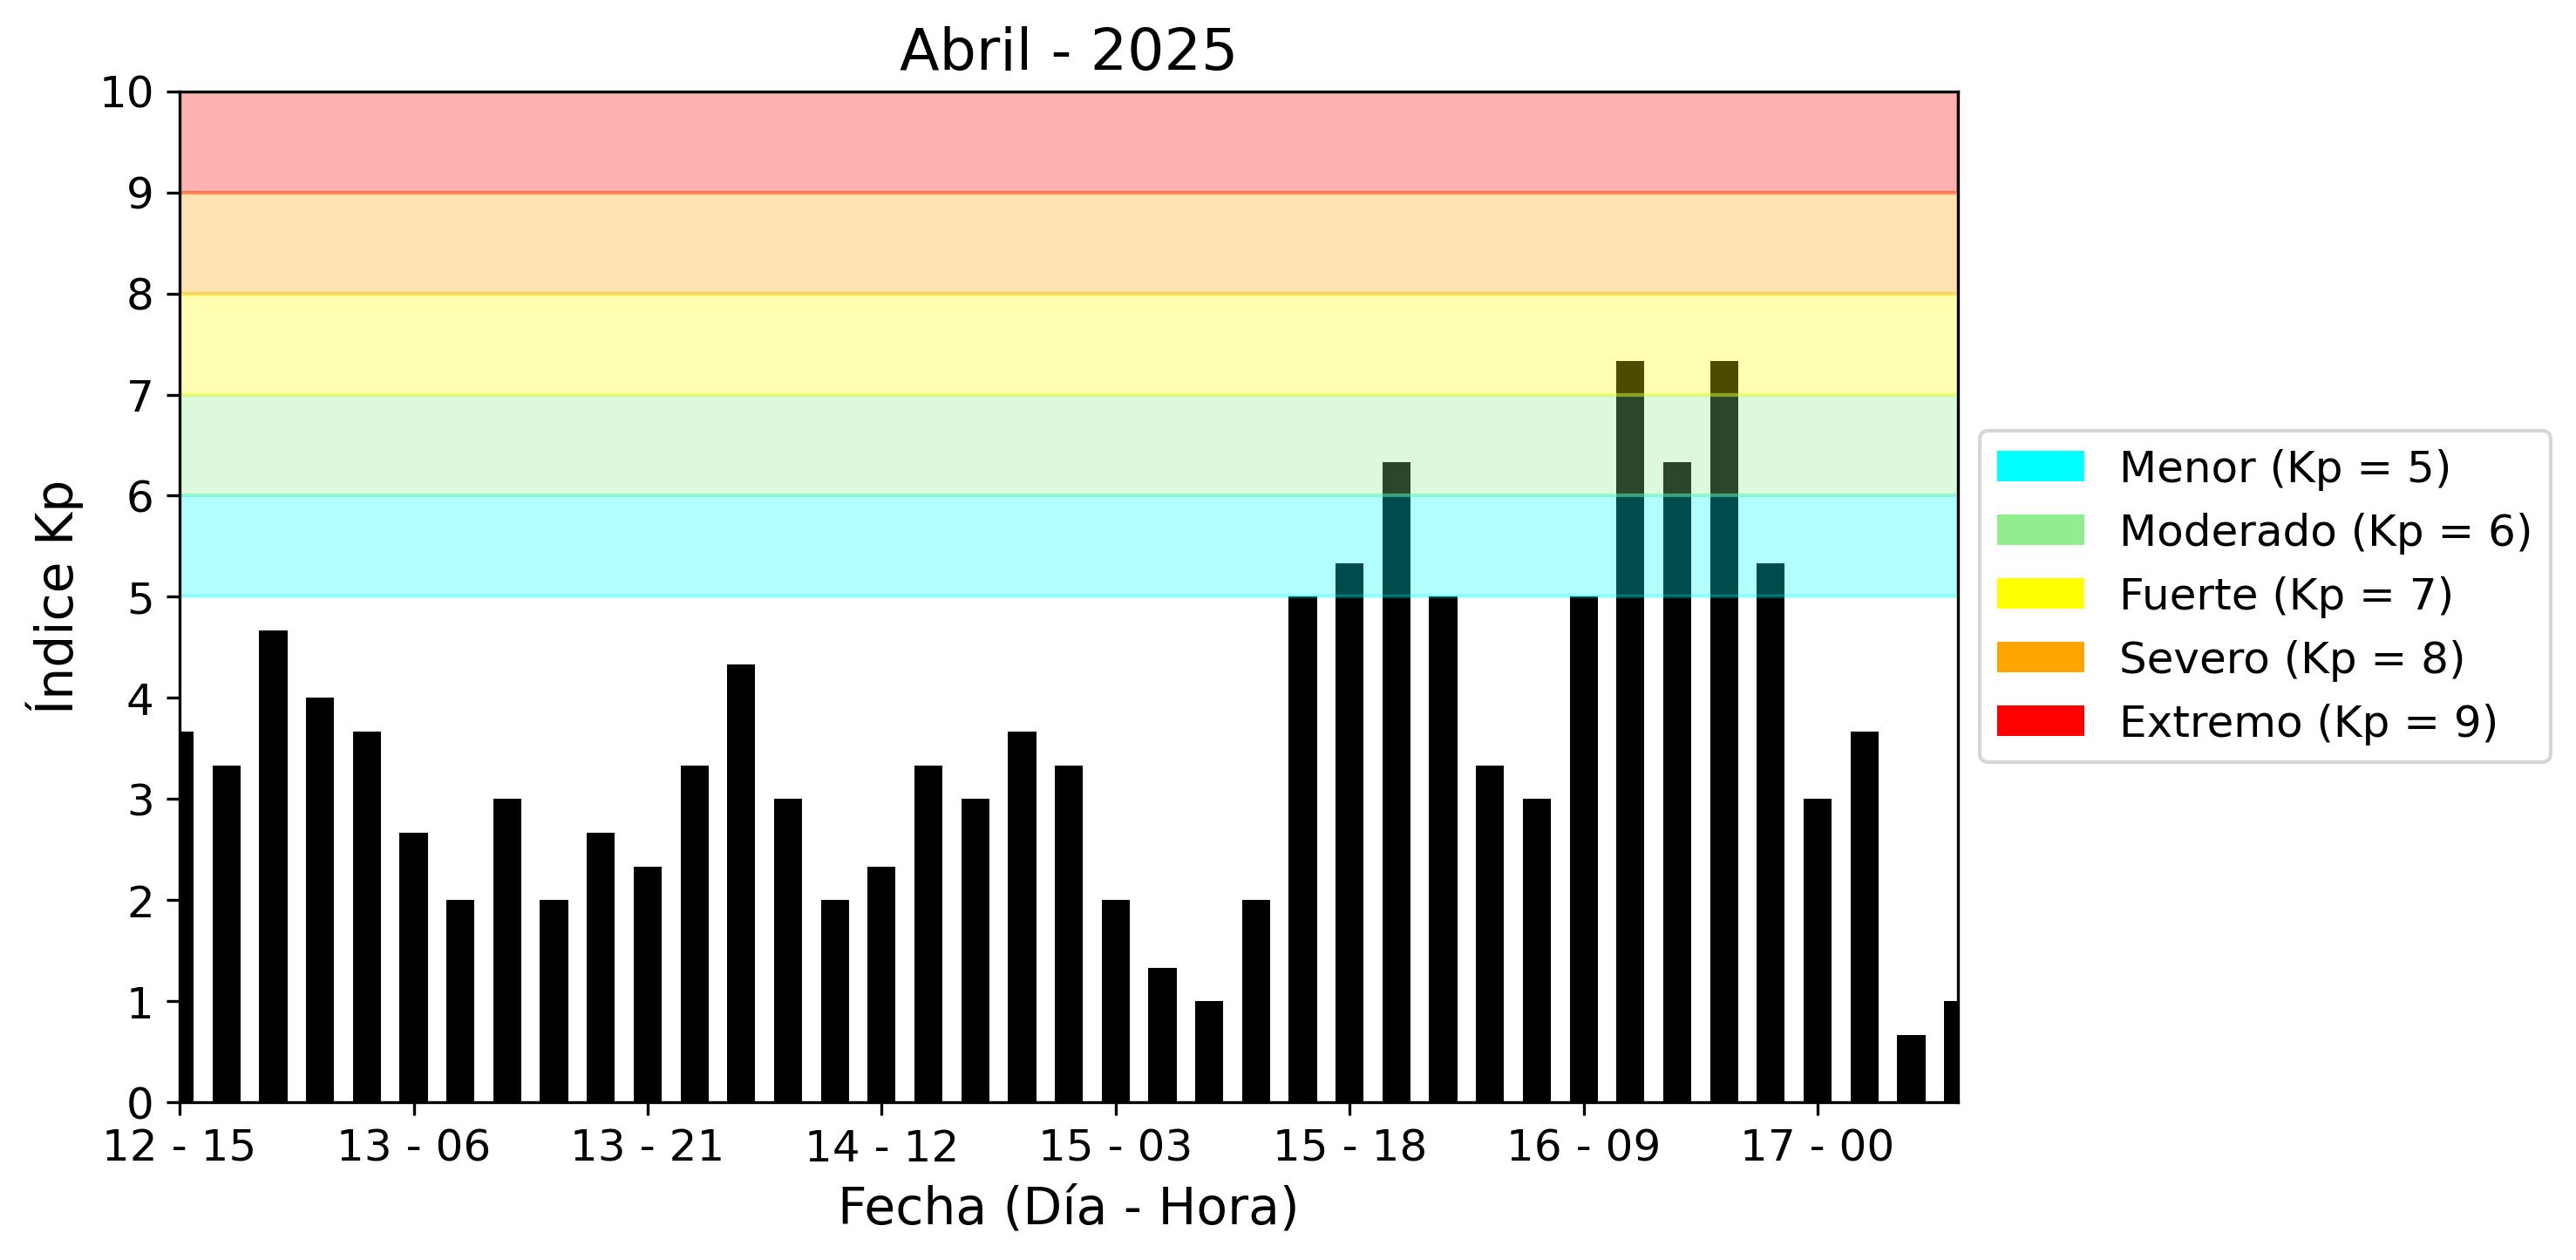 Abril - 2025
10
9
8
7
6
5
4
3
2
1
0
Índice Kp
12 - 15
13 - 06
13 - 21
14 - 12
15 - 03
15 - 18
16 - 09
17 - 00
Fecha (Día - Hora)
Menor (Kp = 5)
Moderado (Kp = 6)
Fuerte (Kp = 7)
Severo (Kp = 8)
Extremo (Kp = 9)